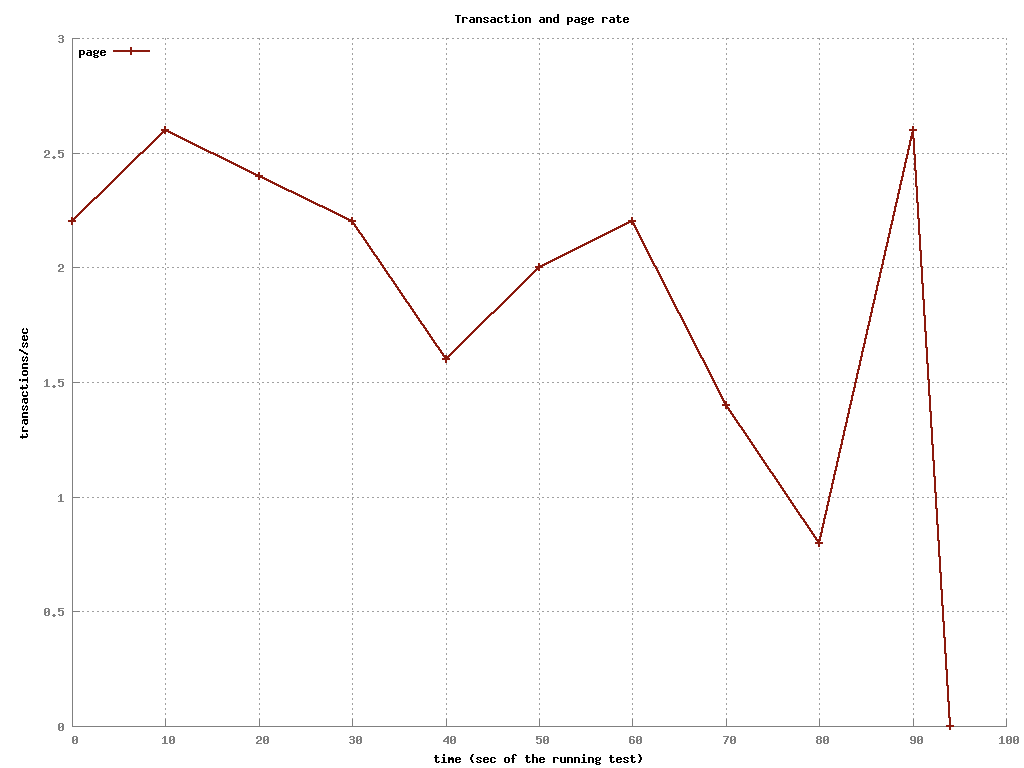 Transaction and page rate
page
3
2.5
2
1.5
1
0.5
0
transactions/sec
0 10 20 30 40 50 60 70 80 90 100
time (sec of the running test)